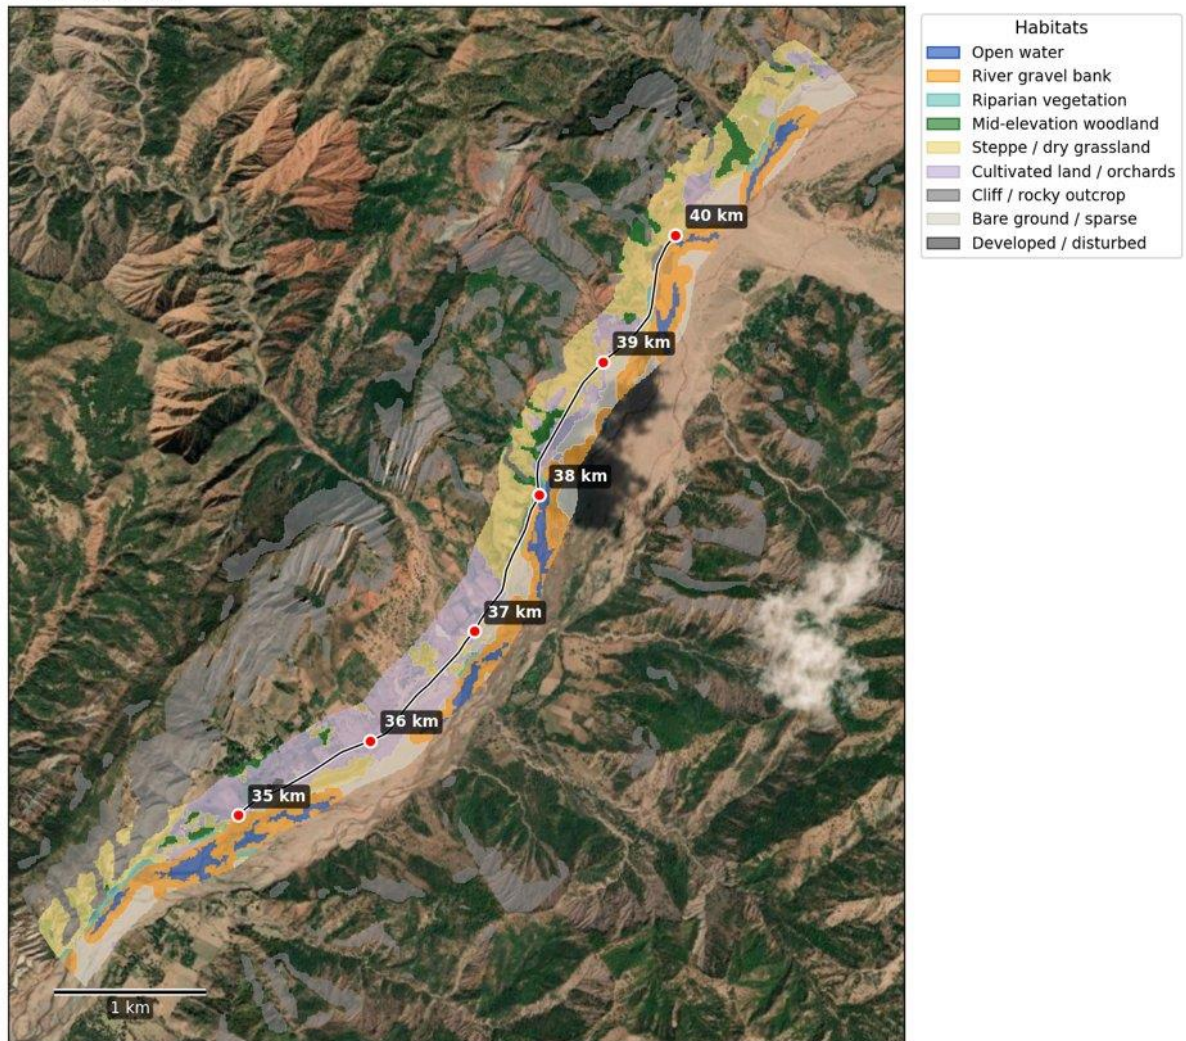 Habitats
Open water
River gravel bank
Riparian vegetation
Mid-elevation woodland
Steppe / dry grassland
Cultivated land / orchards
Cliff / rocky outcrop
Bare ground / sparse
Developed / disturbed
40 km
39 km
38 km
37 km
36 km
35 km
1 km